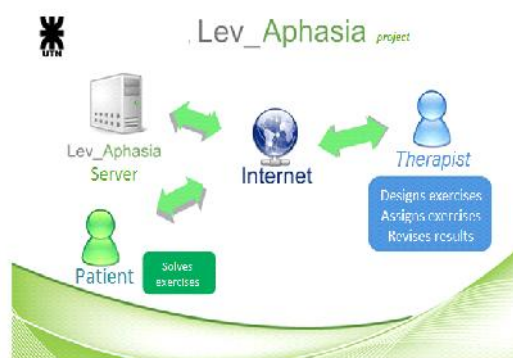 UTN
Lev_Aphasia project
Lev_Aphasia
Server
Internet
Therapist
Designs exercises
Assigns exercises
Revises results
Patient
Solves
exercises